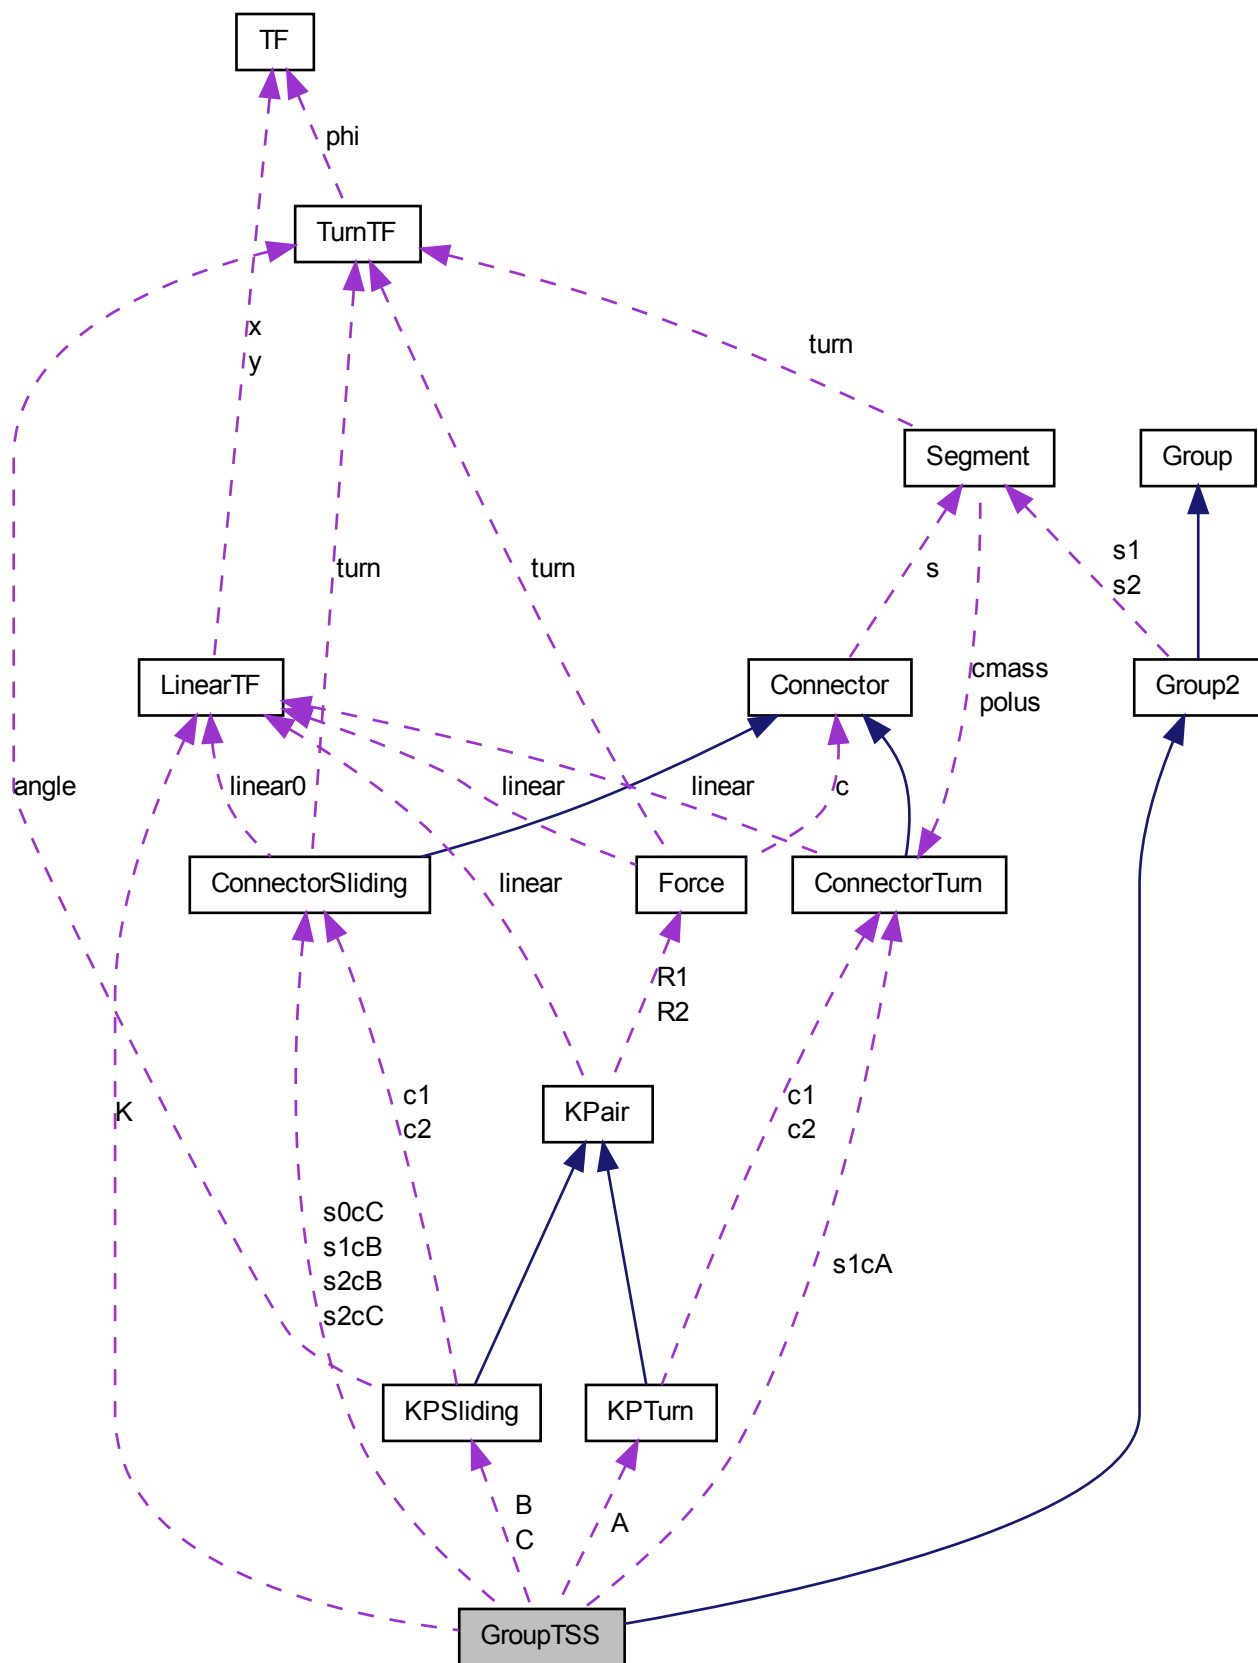 TF
phi
TurnTF
x
y
turn
Segment
Group
turn
turn
s
s1
s2
LinearTF
Connector
cmass
polus
Group2
angle
linear0
linear
linear
c
ConnectorSliding
linear
Force
ConnectorTurn
R1
R2
K
c1
c2
KPair
c1
c2
s0cC
s1cB
s2cB
s2cC
s1cA
KPSliding
KPTurn
B
C
A
GroupTSS